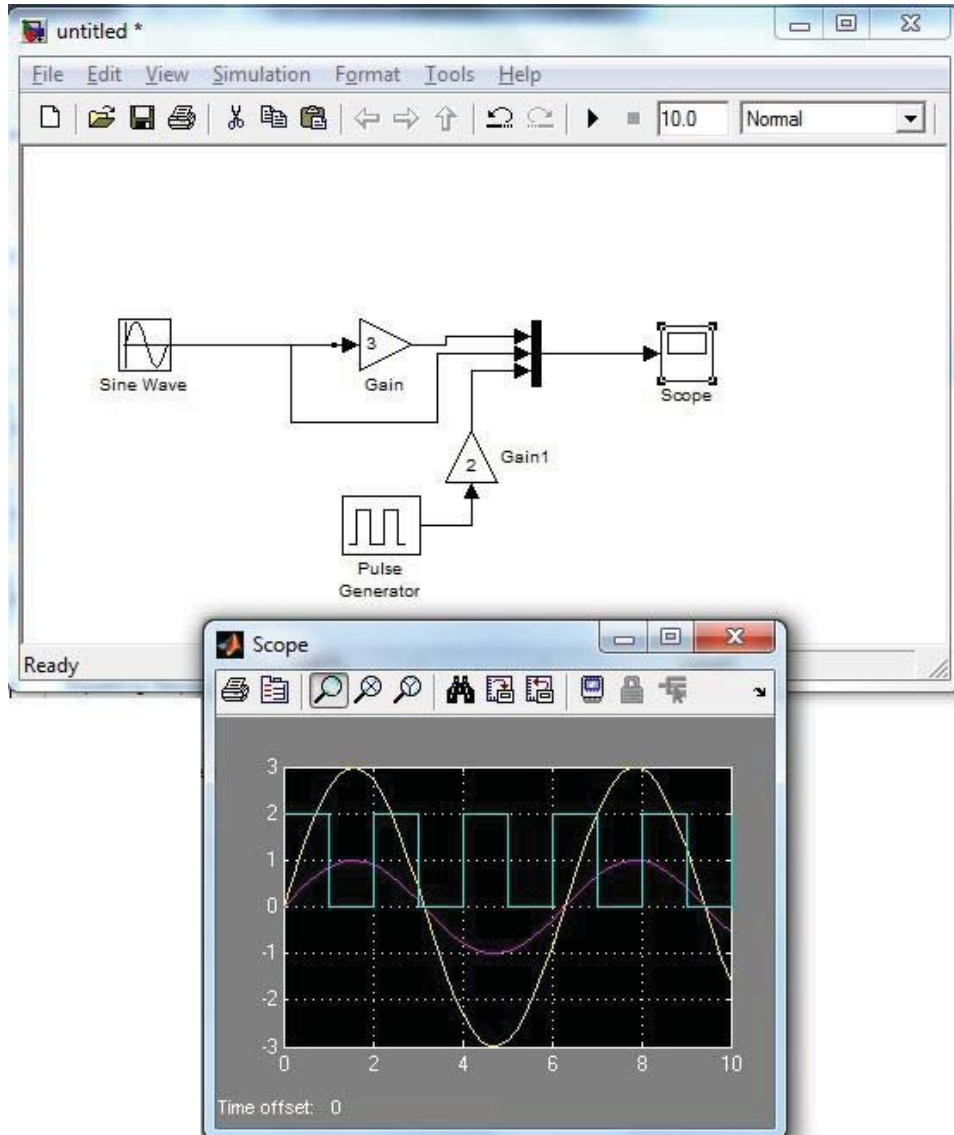 untitled *
File Edit View Simulation Format Tools Help
10.0 Normal
3
Sine Wave
Gain
Scope
2
Gain1
Pulse
Generator
Ready
Scope
3
2
1
0
-1
-2
-3
0 2 4 6 8 10
Time offset: 0